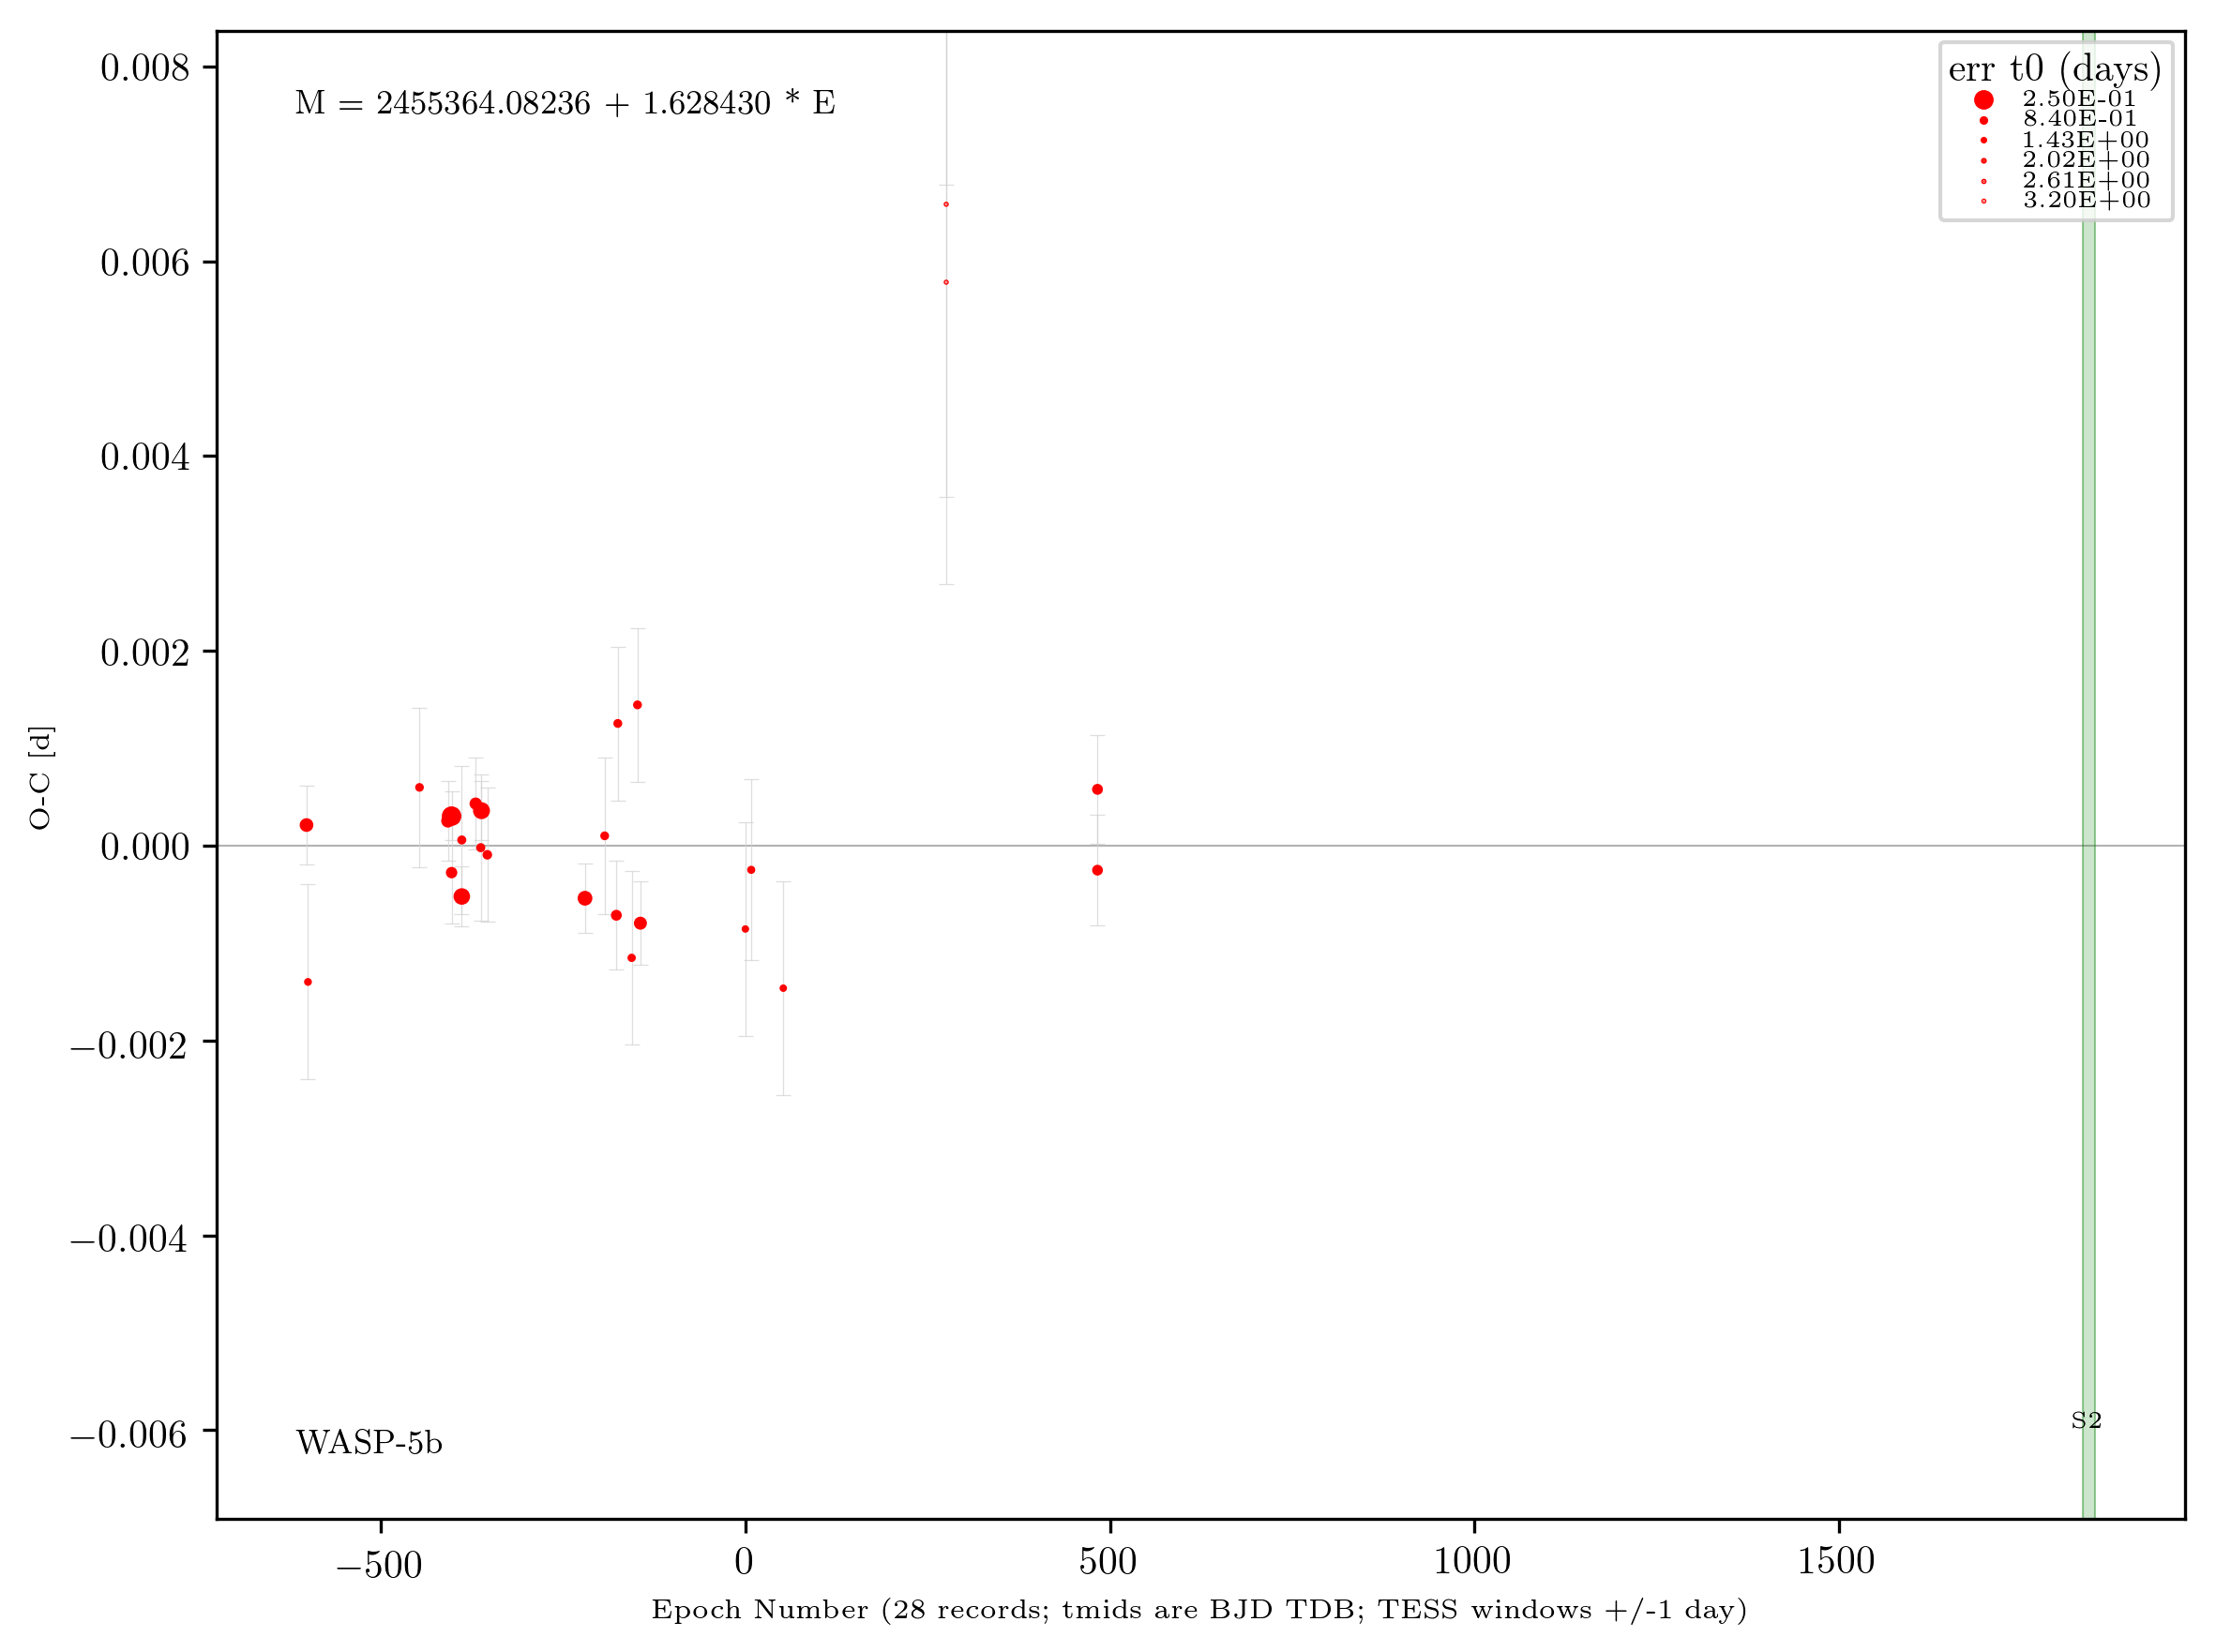 0.008
0.006
0.004
0.002
0.000
−0.002
−0.004
−0.006
O-C [d]
M = 2455364.08236 + 1.628430 * E
err t0 (days)
2.50E-01
8.40E-01
1.43E+00
2.02E+00
2.61E+00
3.20E+00
WASP-5b
S2
−500 0 500 1000 1500
Epoch Number (28 records; tmids are BJD TDB; TESS windows +/-1 day)